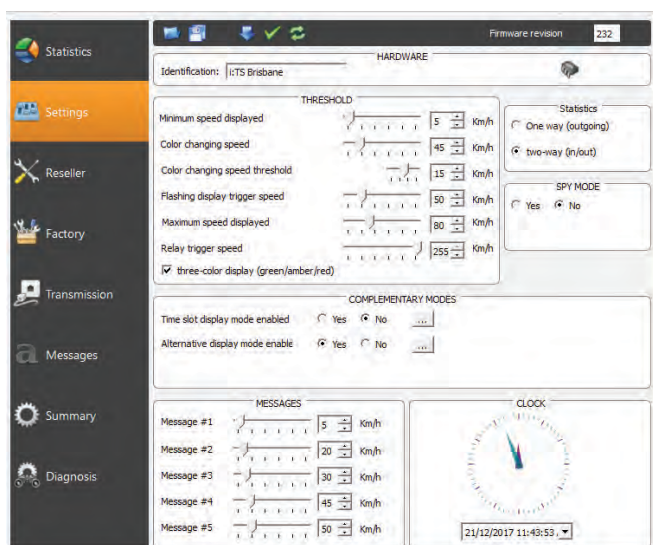 Firmware revision 232
Statistics
HARDWARE
Identification: i:TS Brisbane
Settings
THRESHOLD
Minimum speed displayed 5 Km/h
Color changing speed 45 Km/h
Color changing speed threshold 15 Km/h
Flashing display trigger speed 50 Km/h
Maximum speed displayed 80 Km/h
Relay trigger speed 255 Km/h
three-color display (green/amber/red)
Statistics
One way (outgoing)
two-way (in/out)
SPY MODE
Yes No
Reseller
Factory
Transmission
COMPLEMENTARY MODES
Time slot display mode enabled Yes No ...
Alternative display mode enable Yes No ...
Messages
MESSAGES
Message #1 5 Km/h
Message #2 20 Km/h
Message #3 30 Km/h
Message #4 45 Km/h
Message #5 50 Km/h
CLOCK
21/12/2017 11:43:53
Summary
Diagnosis